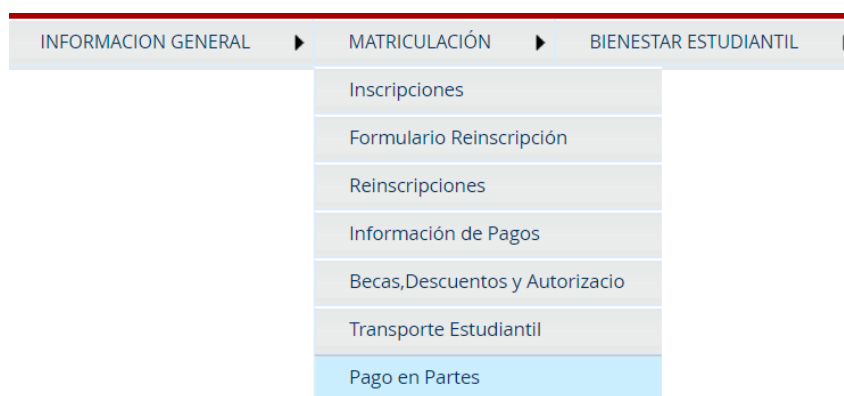 INFORMACION GENERAL MATRICULACIÓN BIENESTAR ESTUDIANTIL
Inscripciones
Formulario Reinscripción
Reinscripciones
Información de Pagos
Becas,Descuentos y Autorizacio
Transporte Estudiantil
Pago en Partes